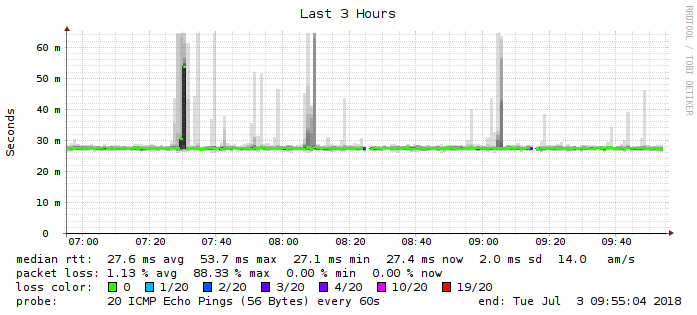 Last 3 Hours
RRDTOOL / TOBI OETIKER
Seconds
60 m
50 m
40 m
30 m
20 m
10 m
0
07:00 07:20 07:40 08:00 08:20 08:40 09:00 09:20 09:40
median rtt: 27.6 ms avg 53.7 ms max 27.1 ms min 27.4 ms now 2.0 ms sd 14.0 am/s
packet loss: 1.13 % avg 88.33 % max 0.00 % min 0.00 % now
loss color: 0 1/20 2/20 3/20 4/20 10/20 19/20
probe: 20 ICMP Echo Pings (56 Bytes) every 60s end: Tue Jul 3 09:55:04 2018